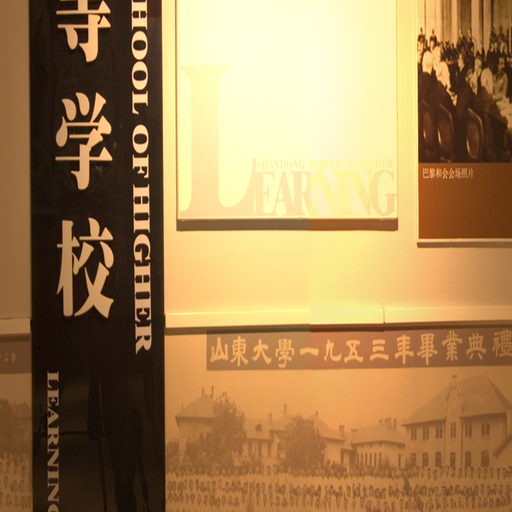 等学校
SCHOOL OF HIGHER
LEARNING
SHANDONG SCHOOL OF HIGHER
LEARNING
巴黎和会会场照片
山東大學一九五三年畢業典禮